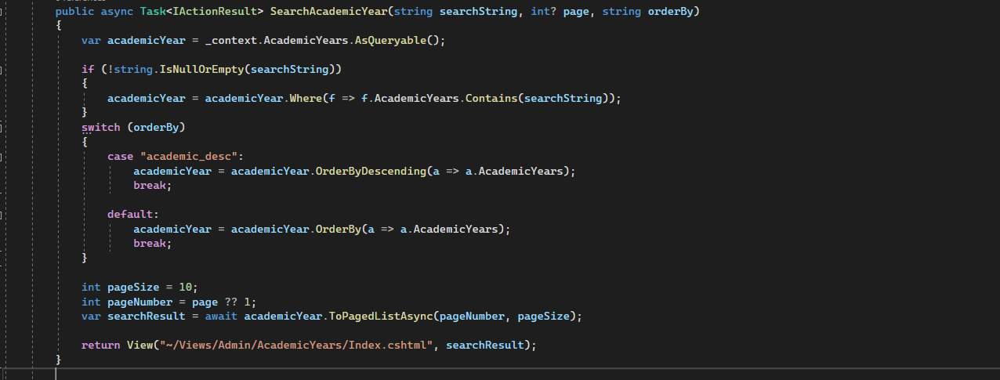 public async Task<IActionResult> SearchAcademicYear(string searchString, int? page, string orderBy)
{
var academicYear = _context.AcademicYears.AsQueryable();
if (!string.IsNullOrEmpty(searchString))
{
academicYear = academicYear.Where(f => f.AcademicYears.Contains(searchString));
}
switch (orderBy)
{
case "academic_desc":
academicYear = academicYear.OrderByDescending(a => a.AcademicYears);
break;
default:
academicYear = academicYear.OrderBy(a => a.AcademicYears);
break;
}
int pageSize = 10;
int pageNumber = page ?? 1;
var searchResult = await academicYear.ToPagedListAsync(pageNumber, pageSize);
return View("~/Views/Admin/AcademicYears/Index.cshtml", searchResult);
}